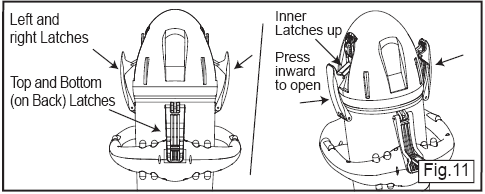 Left and
right Latches
Top and Bottom
(on Back) Latches
Inner
Latches up
Press
inward
to open
Fig.11